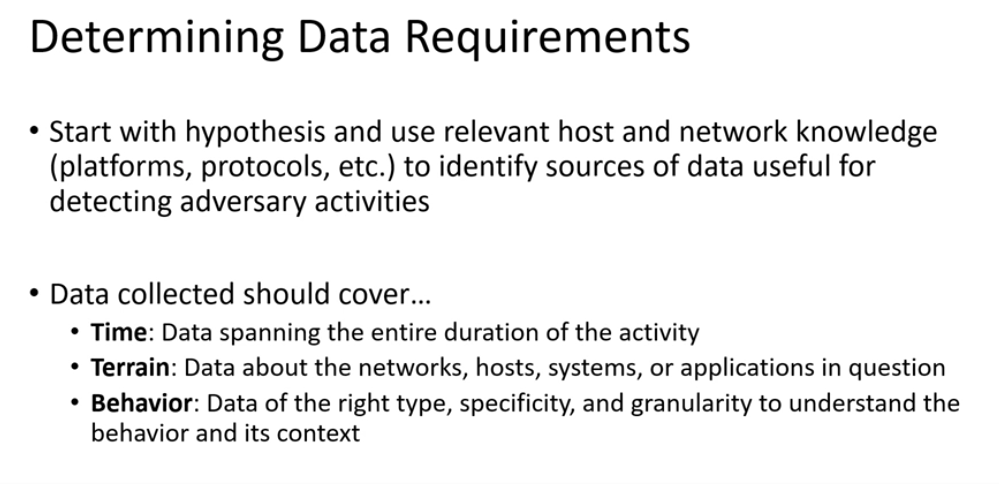 Determining Data Requirements
• Start with hypothesis and use relevant host and network knowledge
(platforms, protocols, etc.) to identify sources of data useful for
detecting adversary activities
• Data collected should cover…
• Time: Data spanning the entire duration of the activity
• Terrain: Data about the networks, hosts, systems, or applications in question
• Behavior: Data of the right type, specificity, and granularity to understand the
behavior and its context